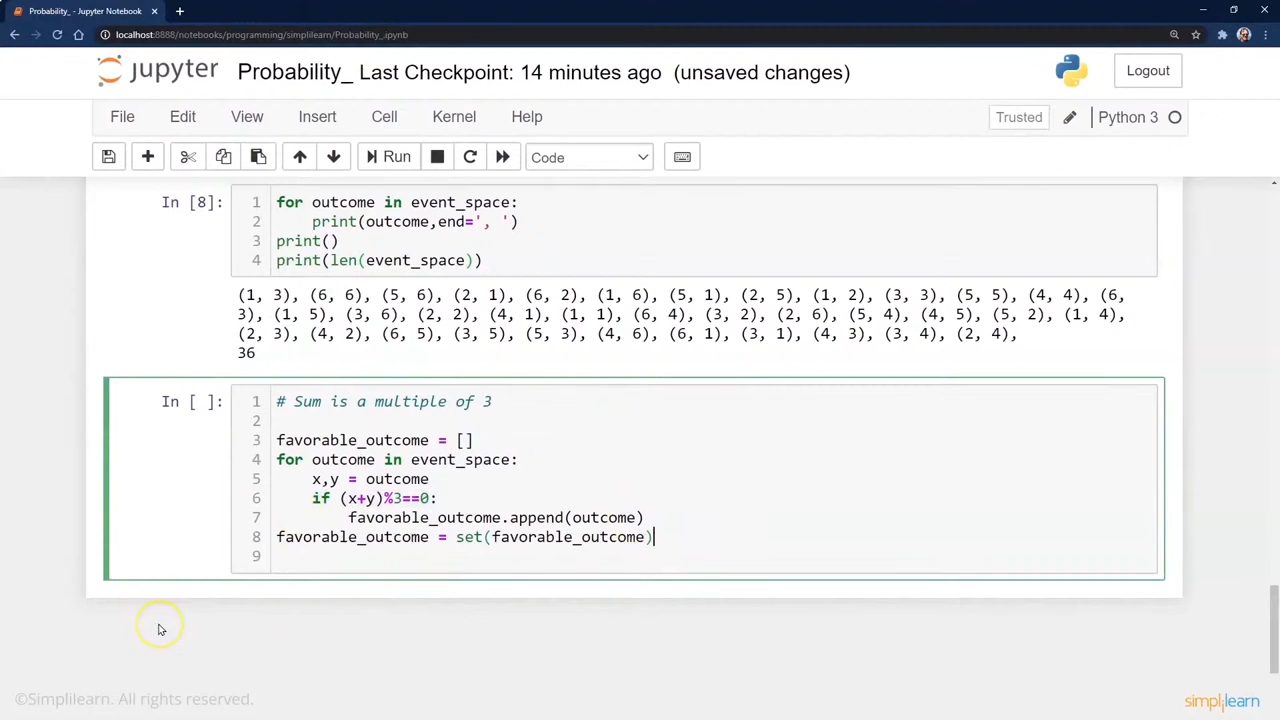 Probability_ - Jupyter Notebook
localhost:8888/notebooks/programming/simplilearn/Probability_.ipynb
jupyter Probability_ Last Checkpoint: 14 minutes ago (unsaved changes) Logout
File Edit View Insert Cell Kernel Help Trusted Python 3
Run Code
In [8]: 1 for outcome in event_space:
2 print(outcome,end=', ')
3 print()
4 print(len(event_space))
(1, 3), (6, 6), (5, 6), (2, 1), (6, 2), (1, 6), (5, 1), (2, 5), (1, 2), (3, 3), (5, 5), (4, 4), (6,
3), (1, 5), (3, 6), (2, 2), (4, 1), (1, 1), (6, 4), (3, 2), (2, 6), (5, 4), (4, 5), (5, 2), (1, 4),
(2, 3), (4, 2), (6, 5), (3, 5), (5, 3), (4, 6), (6, 1), (3, 1), (4, 3), (3, 4), (2, 4),
36
In [ ]: 1 # Sum is a multiple of 3
2
3 favorable_outcome = []
4 for outcome in event_space:
5 x,y = outcome
6 if (x+y)%3==0:
7 favorable_outcome.append(outcome)
8 favorable_outcome = set(favorable_outcome)
9
©Simplilearn. All rights reserved.
simplilearn